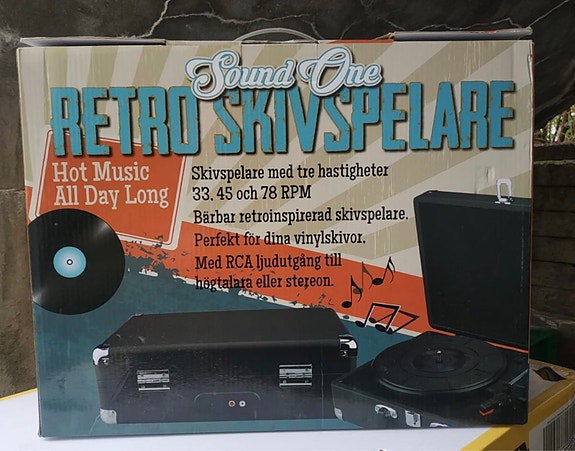 Sound One
RETRO SKIVSPELARE
Hot Music
All Day Long
Skivspelare med tre hastigheter
33, 45 och 78 RPM
Bärbar retroinspirerad skivspelare.
Perfekt för dina vinylskivor.
Med RCA ljudutgång till
högtalara eller stereon.